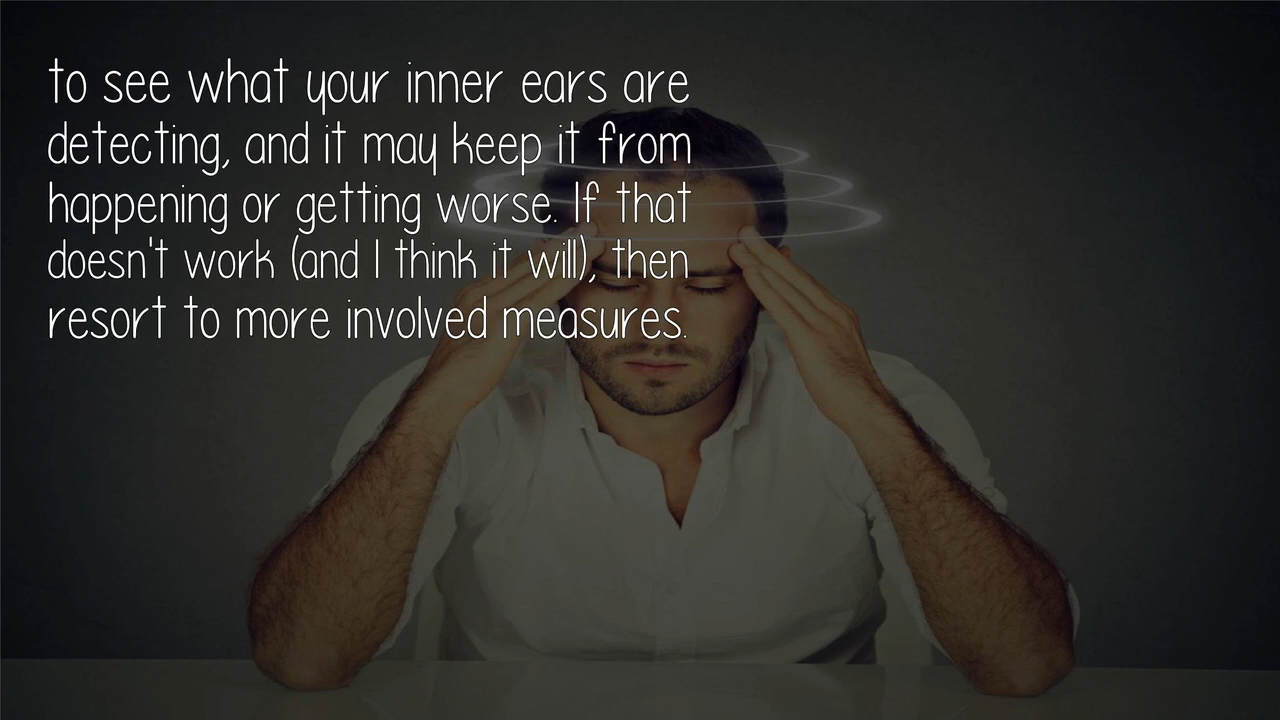 to see what your inner ears are
detecting, and it may keep it from
happening or getting worse. If that
doesn't work (and I think it will), then
resort to more involved measures.